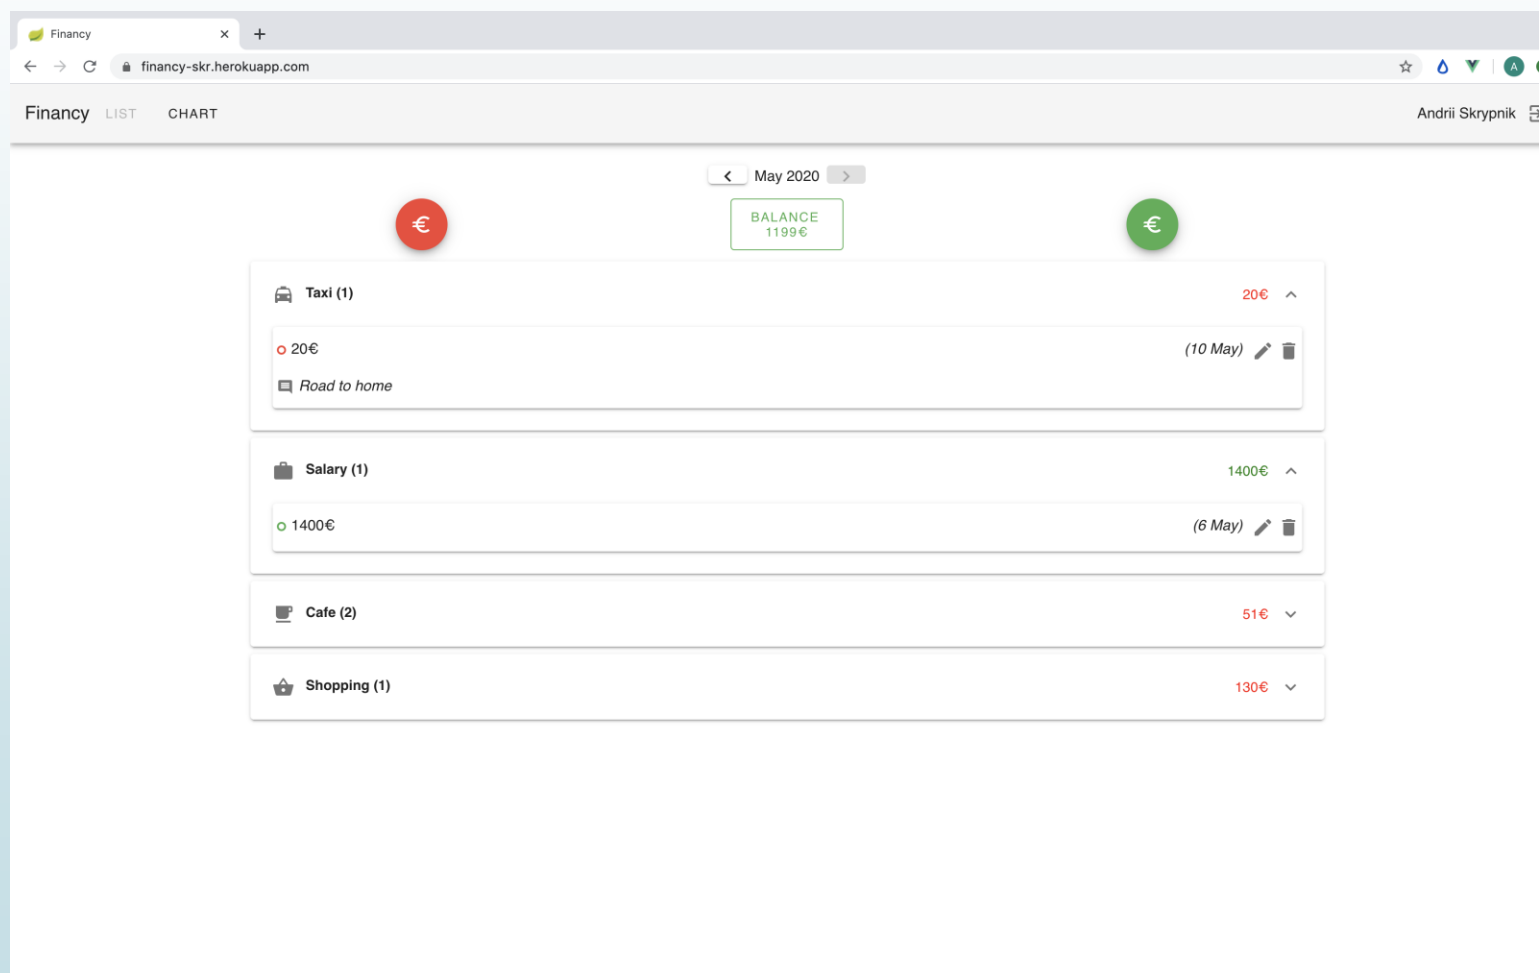 Financy
financy-skr.herokuapp.com
A
Financy LIST CHART Andrii Skrypnik
May 2020
€ BALANCE €
1199€
Taxi (1) 20€
20€ (10 May)
Road to home
Salary (1) 1400€
1400€ (6 May)
Cafe (2) 51€
Shopping (1) 130€